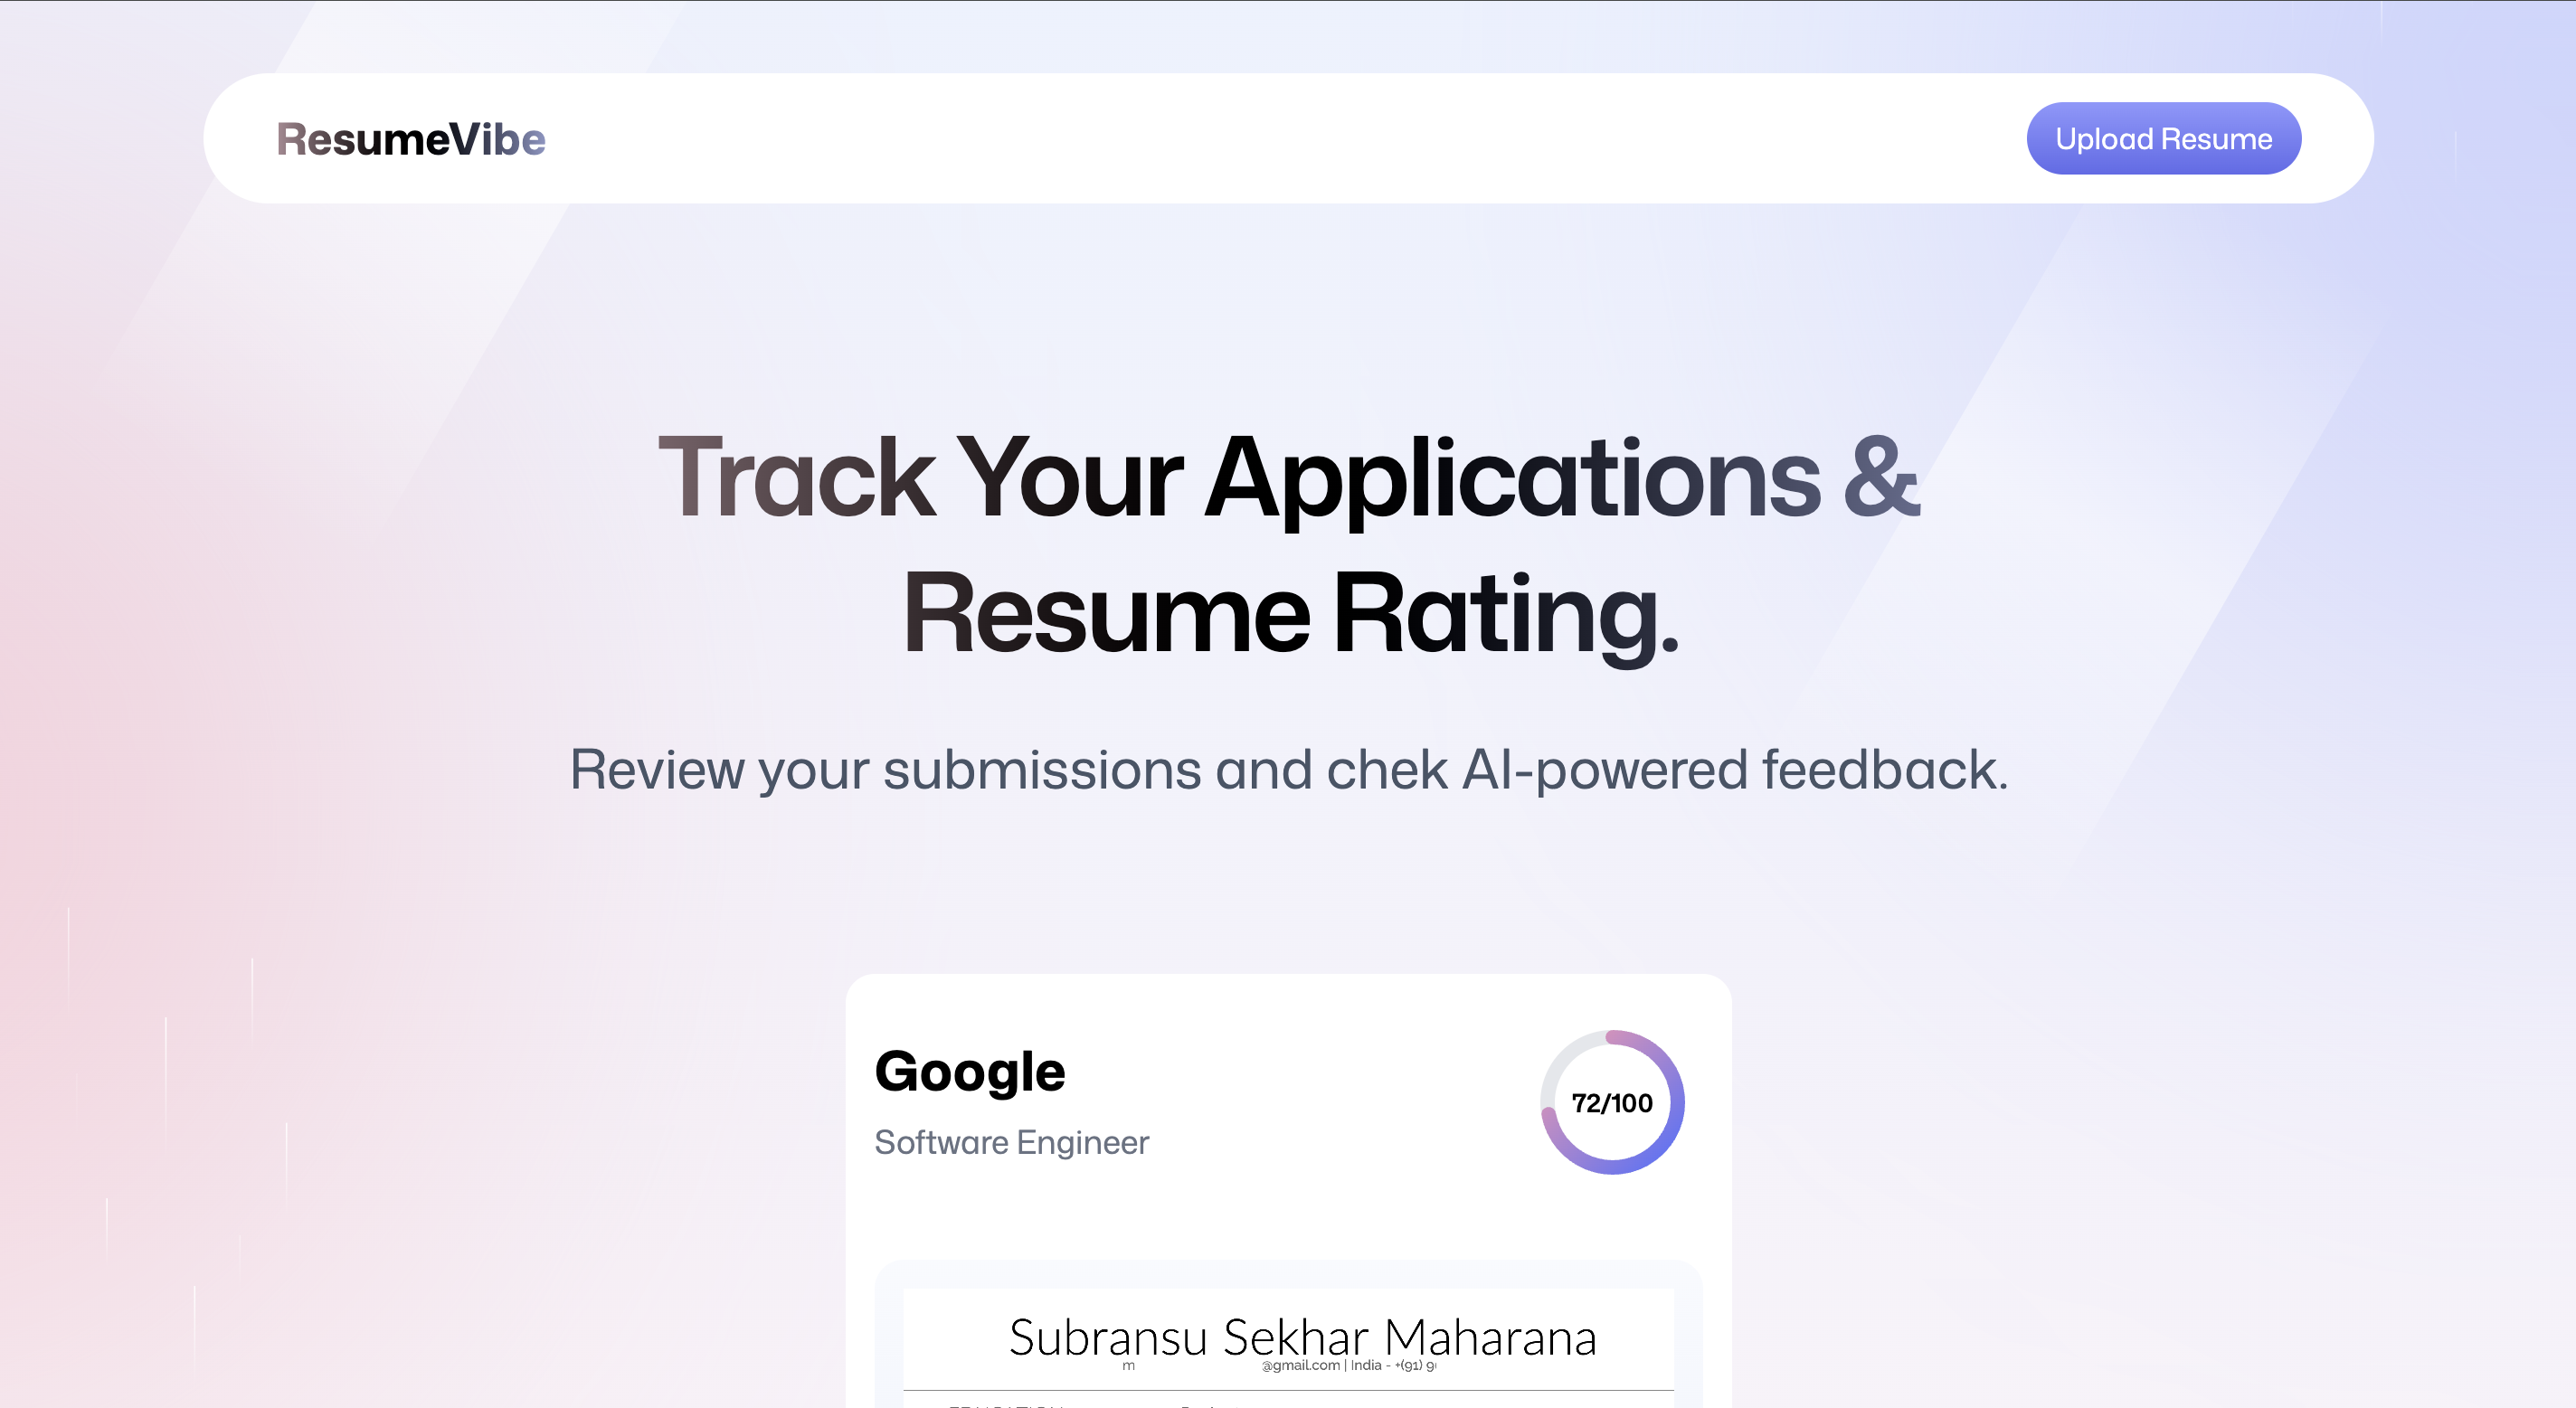 ResumeVibe
Upload Resume
Track Your Applications &
Resume Rating.
Review your submissions and chek AI-powered feedback.
Google
72/100
Software Engineer
Subransu Sekhar Maharana
m @gmail.com | India - +(91) 9